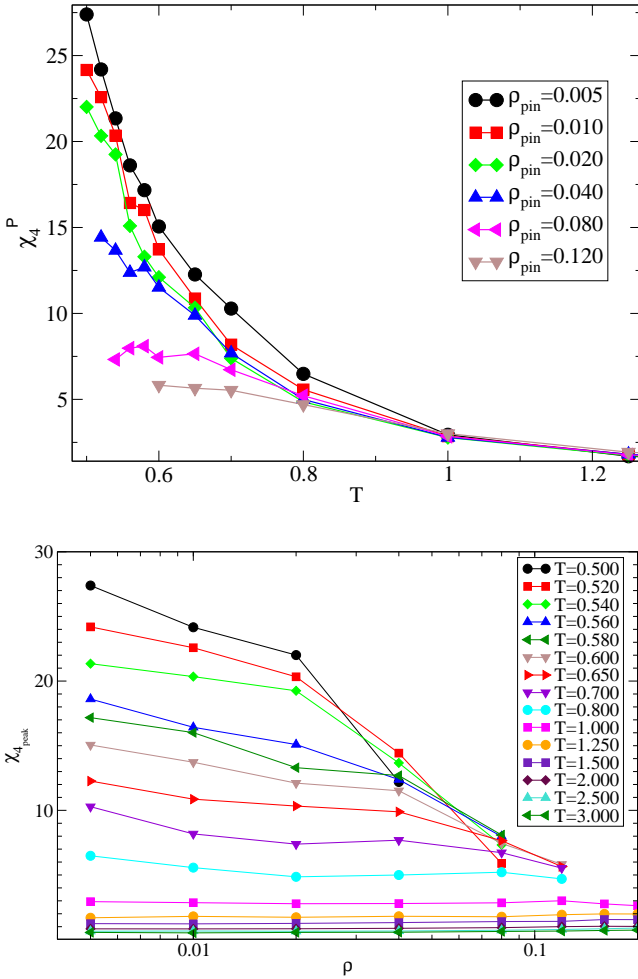 25
20
15
10
5
χ₄ᴾ
ρpin=0.005
ρpin=0.010
ρpin=0.020
ρpin=0.040
ρpin=0.080
ρpin=0.120
0.6 0.8 1 1.2
T
30
20
10
χ4peak
T=0.500
T=0.520
T=0.540
T=0.560
T=0.580
T=0.600
T=0.650
T=0.700
T=0.800
T=1.000
T=1.250
T=1.500
T=2.000
T=2.500
T=3.000
0.01 0.1
ρ